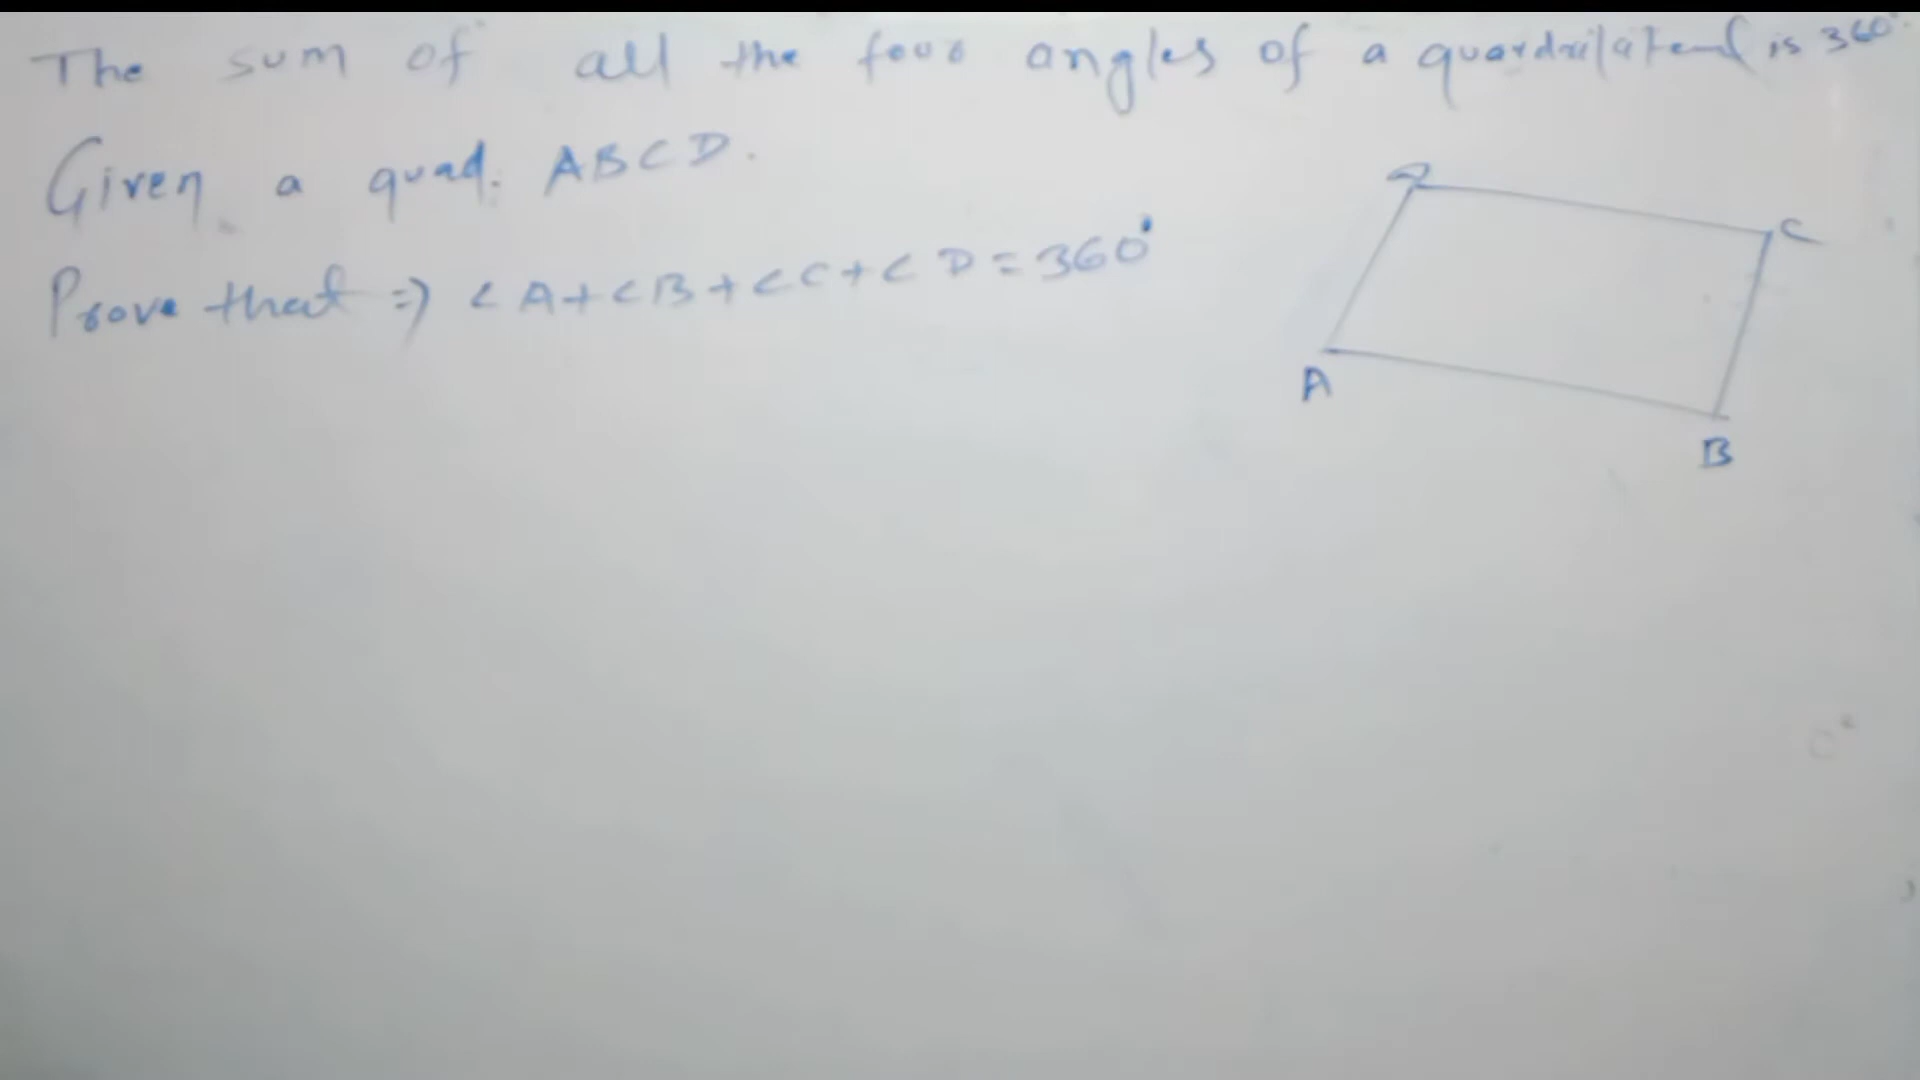 The sum of all the four angles of a quardrilateral is 360°.
Given a quad. ABCD.
Prove that ⇒ ∠A+∠B+∠C+∠D=360°
D
C
A
B